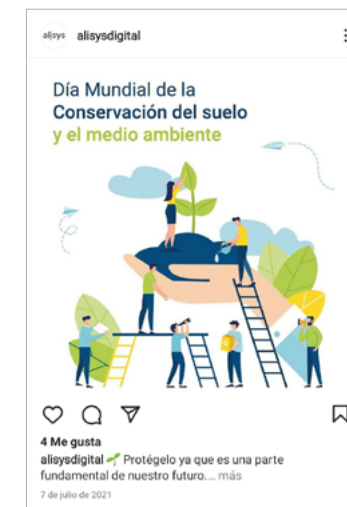 alisys alisysdigital
Día Mundial de la
Conservación del suelo
y el medio ambiente
4 Me gusta
alisysdigital 🌱 Protégelo ya que es una parte
fundamental de nuestro futuro.... más
7 de julio de 2021